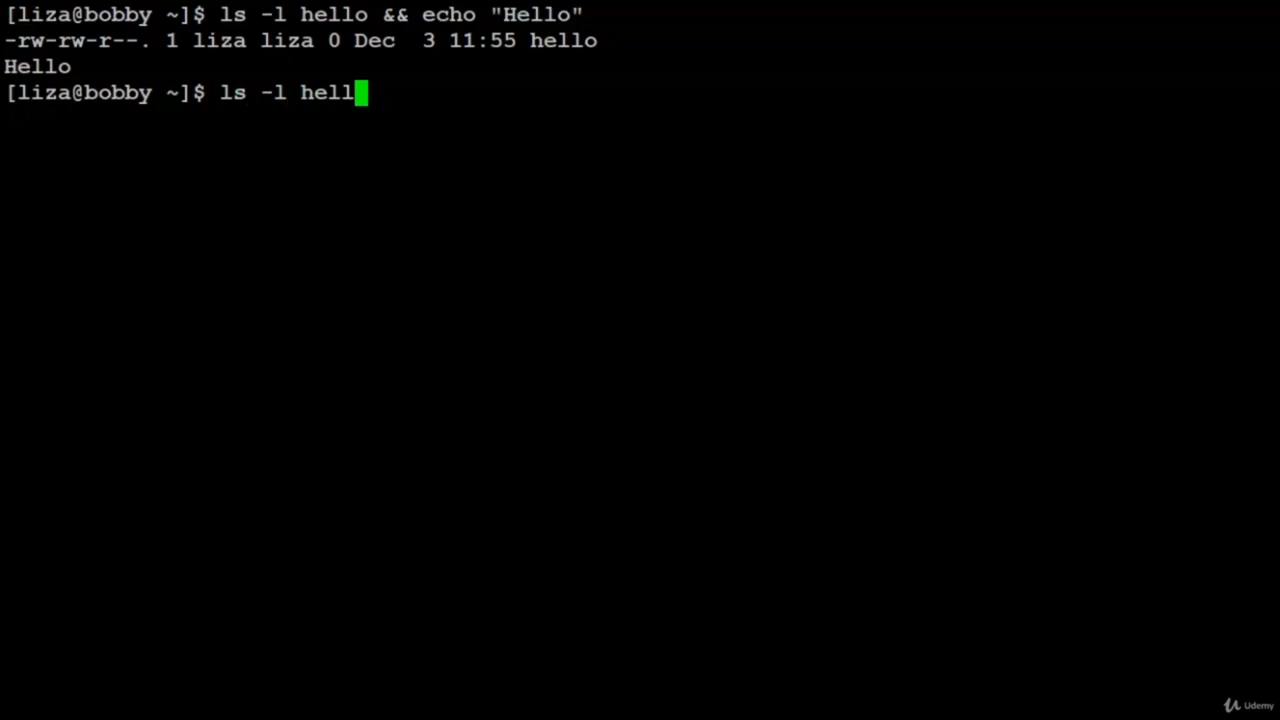 [liza@bobby ~]$ ls -l hello && echo "Hello"
-rw-rw-r--. 1 liza liza 0 Dec  3 11:55 hello
Hello
[liza@bobby ~]$ ls -l hell
Udemy